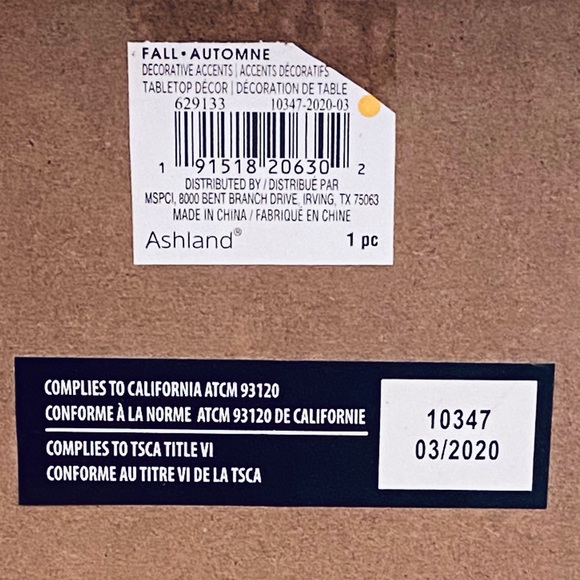 FALL•AUTOMNE
DECORATIVE ACCENTS | ACCENTS DÉCORATIFS
TABLETOP DÉCOR | DÉCORATION DE TABLE
629133 10347-2020-03
1 91518 20630 2
DISTRIBUTED BY / DISTRIBUÉ PAR
MSPCI, 8000 BENT BRANCH DRIVE, IRVING, TX 75063
MADE IN CHINA / FABRIQUÉ EN CHINE
Ashland® 1 pc
COMPLIES TO CALIFORNIA ATCM 93120
CONFORME À LA NORME ATCM 93120 DE CALIFORNIE
COMPLIES TO TSCA TITLE VI
CONFORME AU TITRE VI DE LA TSCA
10347
03/2020